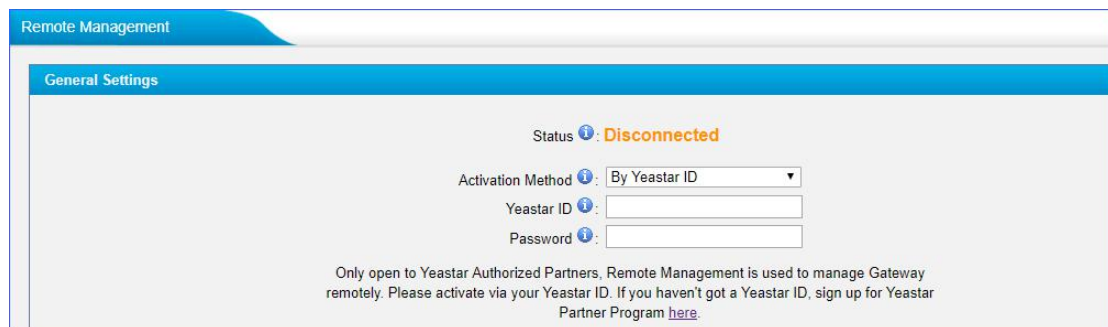 Remote Management
General Settings
Status : Disconnected
Activation Method : By Yeastar ID
Yeastar ID :
Password :
Only open to Yeastar Authorized Partners, Remote Management is used to manage Gateway
remotely. Please activate via your Yeastar ID. If you haven't got a Yeastar ID, sign up for Yeastar
Partner Program here.